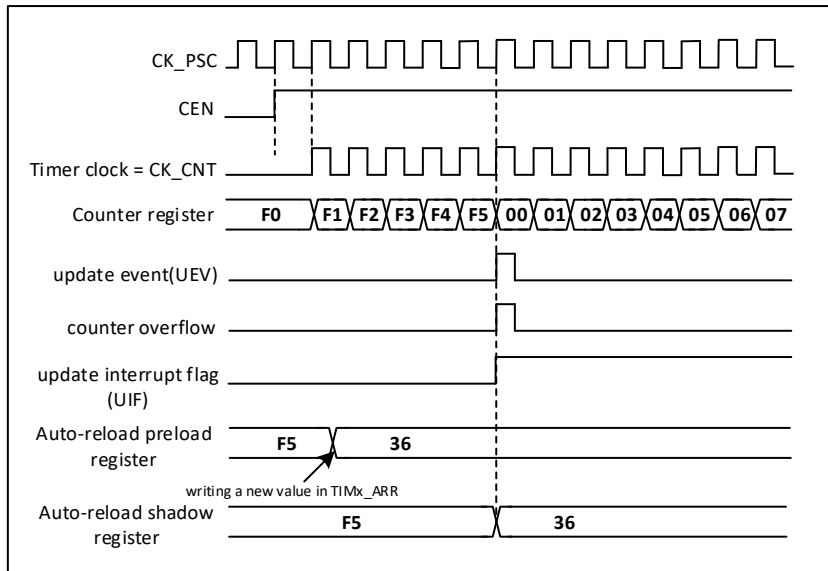 CK_PSC
CEN
Timer clock = CK_CNT
Counter register F0 F1 F2 F3 F4 F5 00 01 02 03 04 05 06 07
update event(UEV)
counter overflow
update interrupt flag
(UIF)
Auto-reload preload
register
F5 36
writing a new value in TIMx_ARR
Auto-reload shadow
register
F5 36